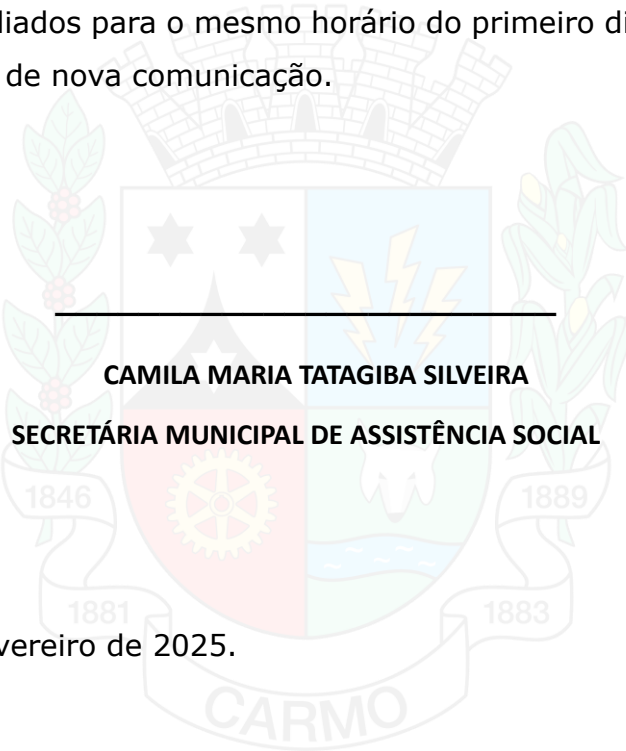 liados para o mesmo horário do primeiro di
de nova comunicação.
CAMILA MARIA TATAGIBA SILVEIRA
SECRETÁRIA MUNICIPAL DE ASSISTÊNCIA SOCIAL
1846
1889
1881
1883
vereiro de 2025.
CARMO